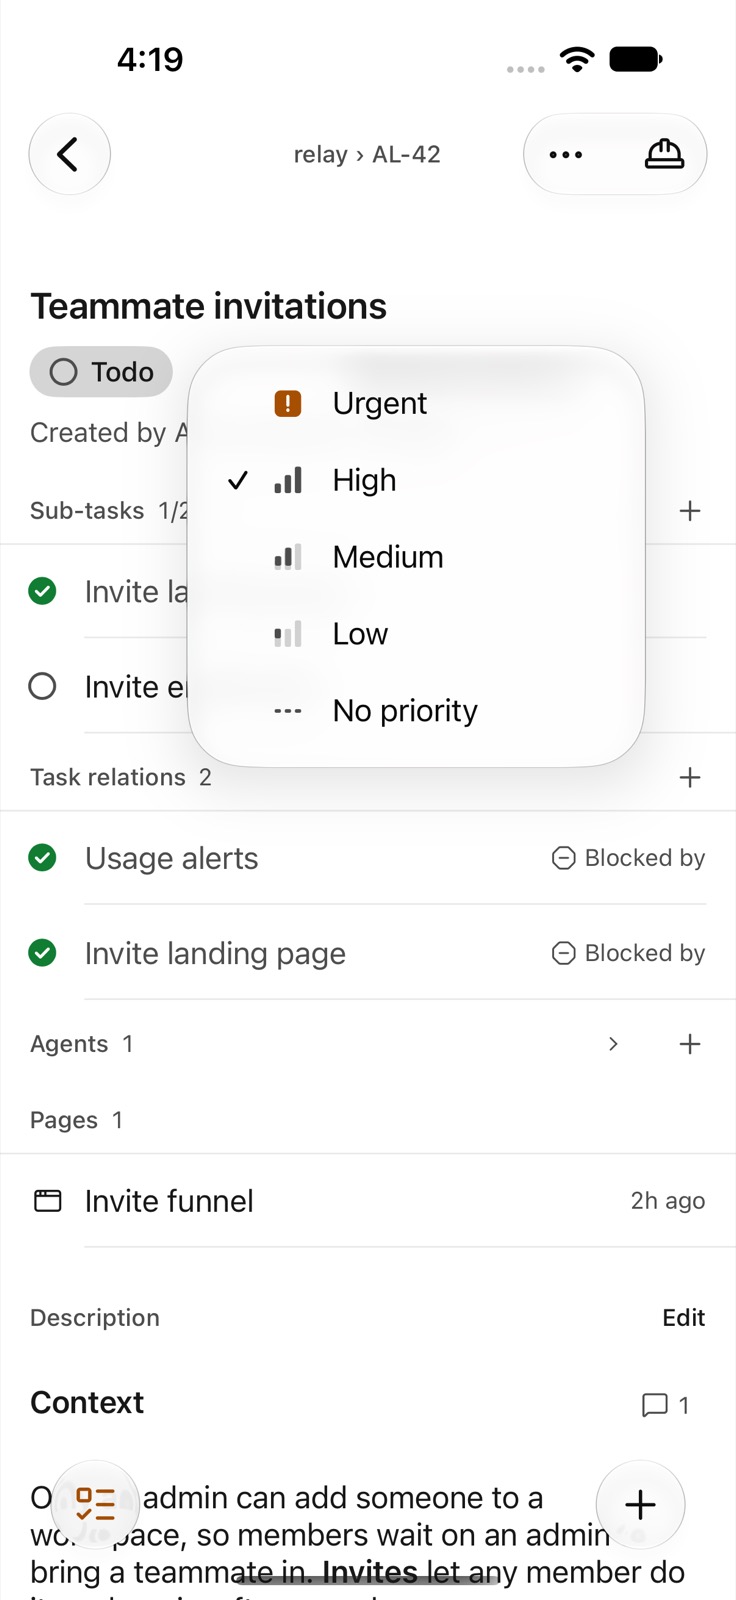 4:19
relay › AL-42
Teammate invitations
Todo
Urgent
Created by
High
Sub-tasks 1/2
Medium
Invite
Low
Invite
No priority
Task relations 2
Usage alerts Blocked by
Invite landing page Blocked by
Agents 1
Pages 1
Invite funnel 2h ago
Description Edit
Context 1
admin can add someone to a
so members wait on an admin
bring a teammate in. Invites let any member do